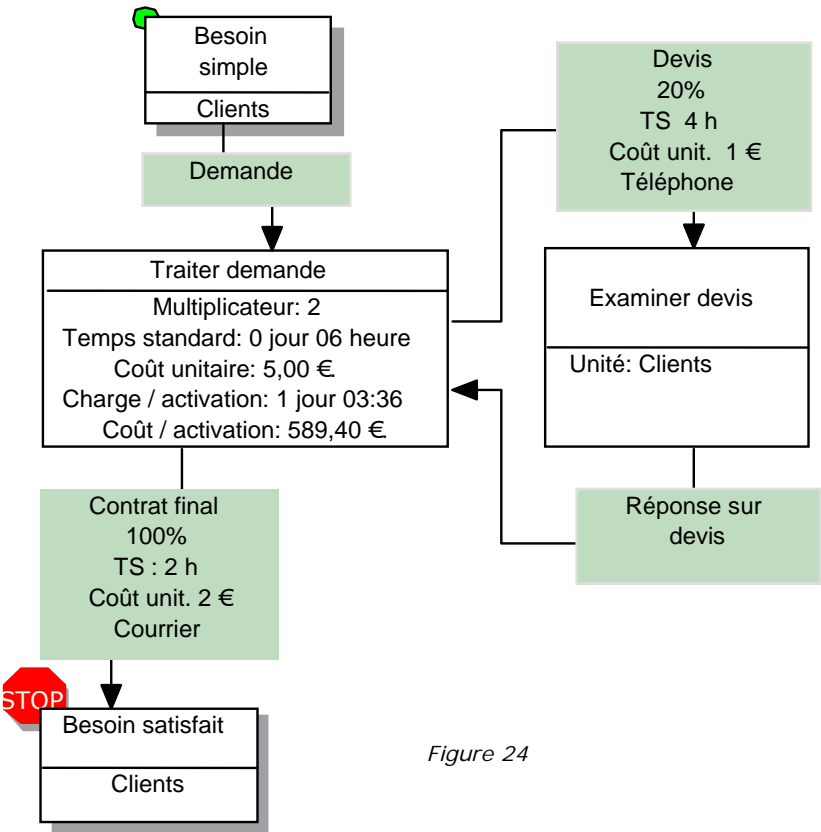 Besoin
simple
Clients
Demande
Devis
20%
TS 4 h
Coût unit. 1 €
Téléphone
Traiter demande
Multiplicateur: 2
Temps standard: 0 jour 06 heure
Coût unitaire: 5,00 €.
Charge / activation: 1 jour 03:36
Coût / activation: 589,40 €.
Examiner devis
Unité: Clients
Contrat final
100%
TS : 2 h
Coût unit. 2 €
Courrier
Réponse sur
devis
STOP
Besoin satisfait
Clients
Figure 24